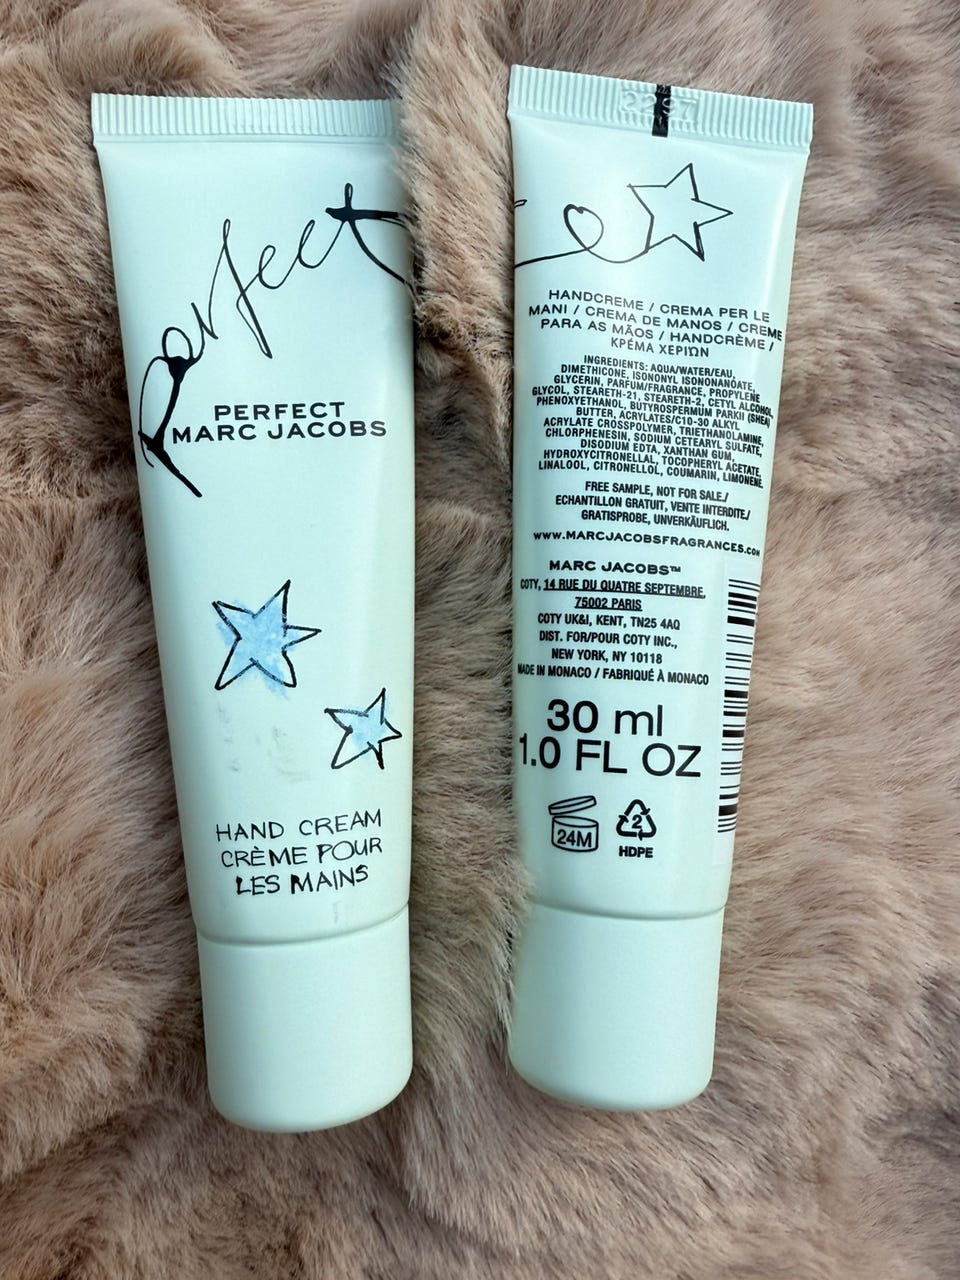 Perfect
PERFECT
MARC JACOBS
HAND CREAM
CRÈME POUR
LES MAINS
HANDCREME / CREMA PER LE
MANI / CREMA DE MANOS / CREME
PARA AS MÃOS / HANDCRÈME /
ΚΡΕΜΑ ΧΕΡΙΩΝ
INGREDIENTS: AQUA/WATER/EAU,
DIMETHICONE, ISONONYL ISONONANOATE,
GLYCERIN, PARFUM/FRAGRANCE, PROPYLENE
GLYCOL, STEARETH-21, STEARETH-2, CETYL ALCOHOL,
PHENOXYETHANOL, BUTYROSPERMUM PARKII (SHEA)
BUTTER, ACRYLATES/C10-30 ALKYL
ACRYLATE CROSSPOLYMER, TRIETHANOLAMINE,
CHLORPHENESIN, SODIUM CETEARYL SULFATE,
DISODIUM EDTA, XANTHAN GUM,
HYDROXYCITRONELLAL, TOCOPHERYL ACETATE,
LINALOOL, CITRONELLOL, COUMARIN, LIMONENE.
FREE SAMPLE, NOT FOR SALE./
ECHANTILLON GRATUIT, VENTE INTERDITE./
GRATISPROBE, UNVERKÄUFLICH.
WWW.MARCJACOBSFRAGRANCES.COM
MARC JACOBS™
COTY, 14 RUE DU QUATRE SEPTEMBRE,
75002 PARIS
COTY UK&I, KENT, TN25 4AQ
DIST. FOR/POUR COTY INC.,
NEW YORK, NY 10118
MADE IN MONACO / FABRIQUÉ À MONACO
30 ml
1.0 FL OZ
24M
2
HDPE